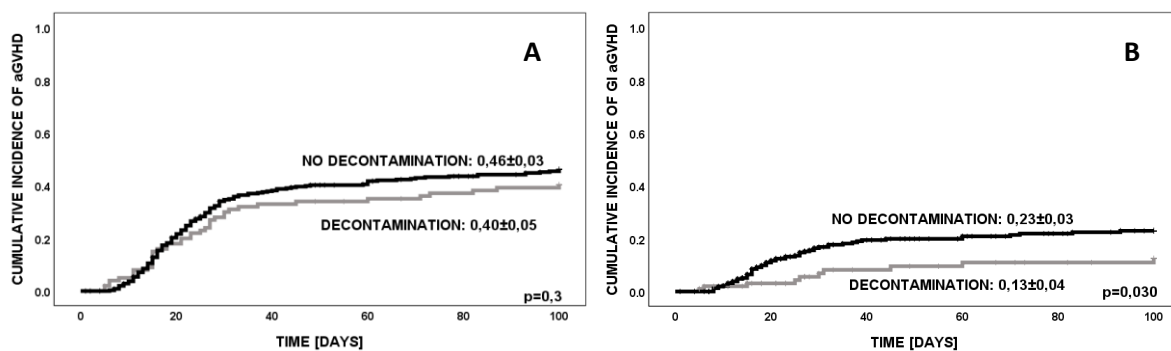 A
CUMULATIVE INCIDENCE OF aGVHD
1.0
0.8
0.6
0.4
0.2
0.0
NO DECONTAMINATION: 0,46±0,03
DECONTAMINATION: 0,40±0,05
p=0,3
0 20 40 60 80 100
TIME [DAYS]
B
CUMULATIVE INCIDENCE OF GI aGVHD
1.0
0.8
0.6
0.4
0.2
0.0
NO DECONTAMINATION: 0,23±0,03
DECONTAMINATION: 0,13±0,04
p=0,030
0 20 40 60 80 100
TIME [DAYS]